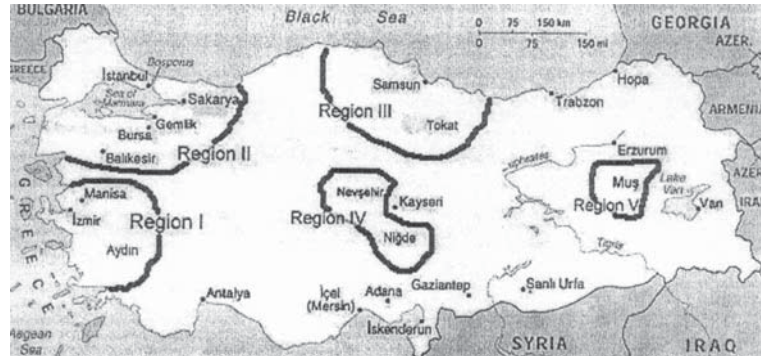 BULGARIA
Black Sea
0 75 150 km
0 75 150 mi
GEORGIA
AZER.
GREECE
Bosporus
İstanbul
Sea of
Marmara
Sakarya
Gemlik
Bursa
Balıkesir
Region II
Samsun
Region III
Tokat
Trabzon
Hopa
ARMENIA
Erzurum
AZER.
Manisa
İzmir
Region I
Aydın
Nevşehir
Kayseri
Region IV
Niğde
Muş
Lake
Van
Region V
Van
IRAN
GREECE
Antalya
İçel
(Mersin)
Adana
Gaziantep
Şanlı Urfa
Tigris
İskenderun
Aegean
Sea
SYRIA
IRAQ